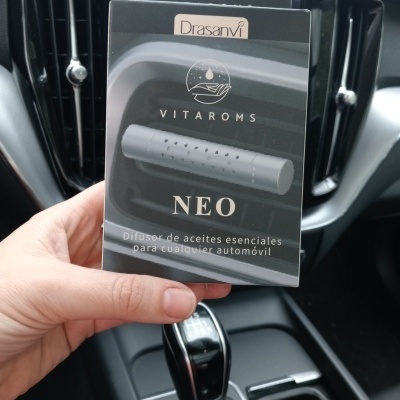 Drasanvi
VITAROMS
NEO
Difusor de aceites esenciales
para cualquier automóvil